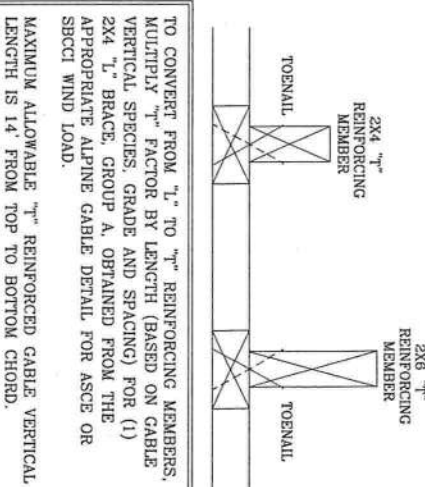 2X4 "T"
REINFORCING
MEMBER
TOENAIL
2X6 "T"
REINFORCING
MEMBER
TOENAIL
TO CONVERT FROM "L" TO "T" REINFORCING MEMBERS,
MULTIPLY "T" FACTOR BY LENGTH (BASED ON GABLE
VERTICAL SPECIES, GRADE AND SPACING) FOR (1)
2X4 "L" BRACE, GROUP A, OBTAINED FROM THE
APPROPRIATE ALPINE GABLE DETAIL FOR ASCE OR
SBCCI WIND LOAD.
MAXIMUM ALLOWABLE "T" REINFORCED GABLE VERTICAL
LENGTH IS 14' FROM TOP TO BOTTOM CHORD.